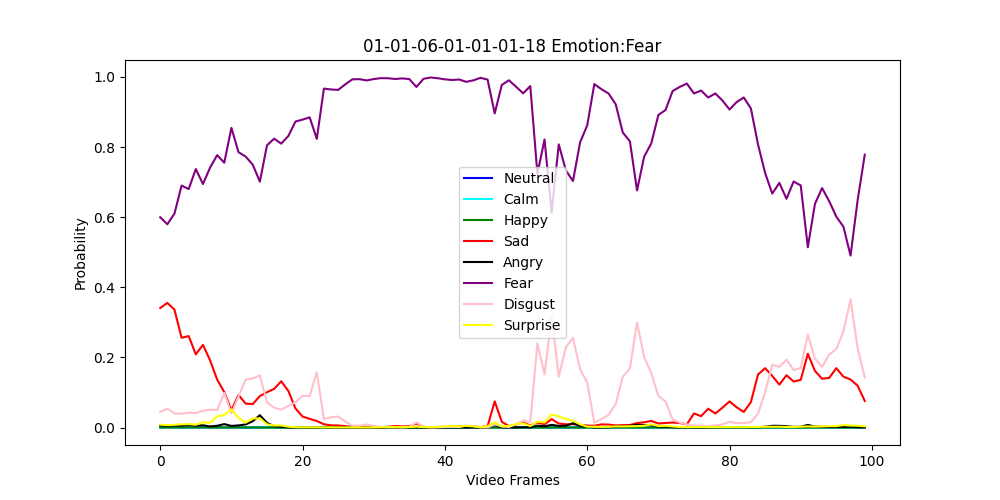 01-01-06-01-01-01-18 Emotion:Fear
1.0
0.8
0.6
0.4
0.2
0.0
Probability
Neutral
Calm
Happy
Sad
Angry
Fear
Disgust
Surprise
0 20 40 60 80 100
Video Frames